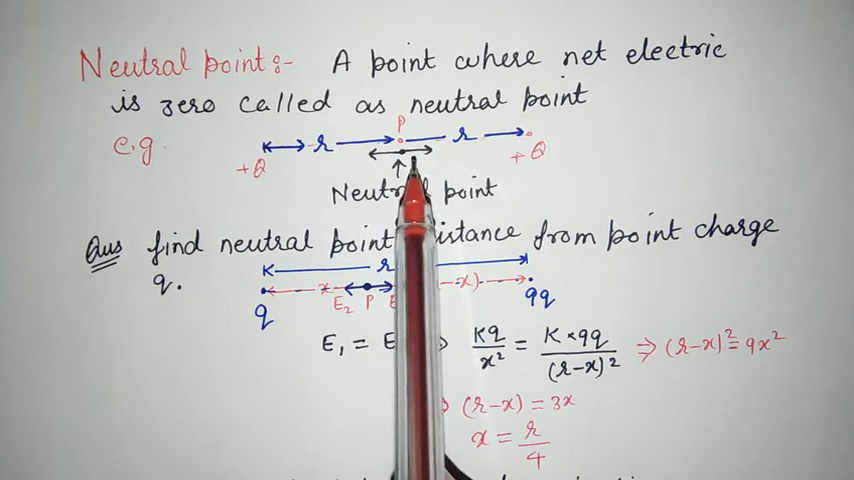 Neutral point:- A point where net electric
is zero called as neutral point
e.g
P
r r
+Q +Q
Neutral point
Ques find neutral point distance from point charge
q.
r
x -x)
E2 P
q 9q
E1 = Kq/x² = K×9q/(r-x)² ⇒ (r-x)² = 9x²
(r-x) = 3x
x = r/4